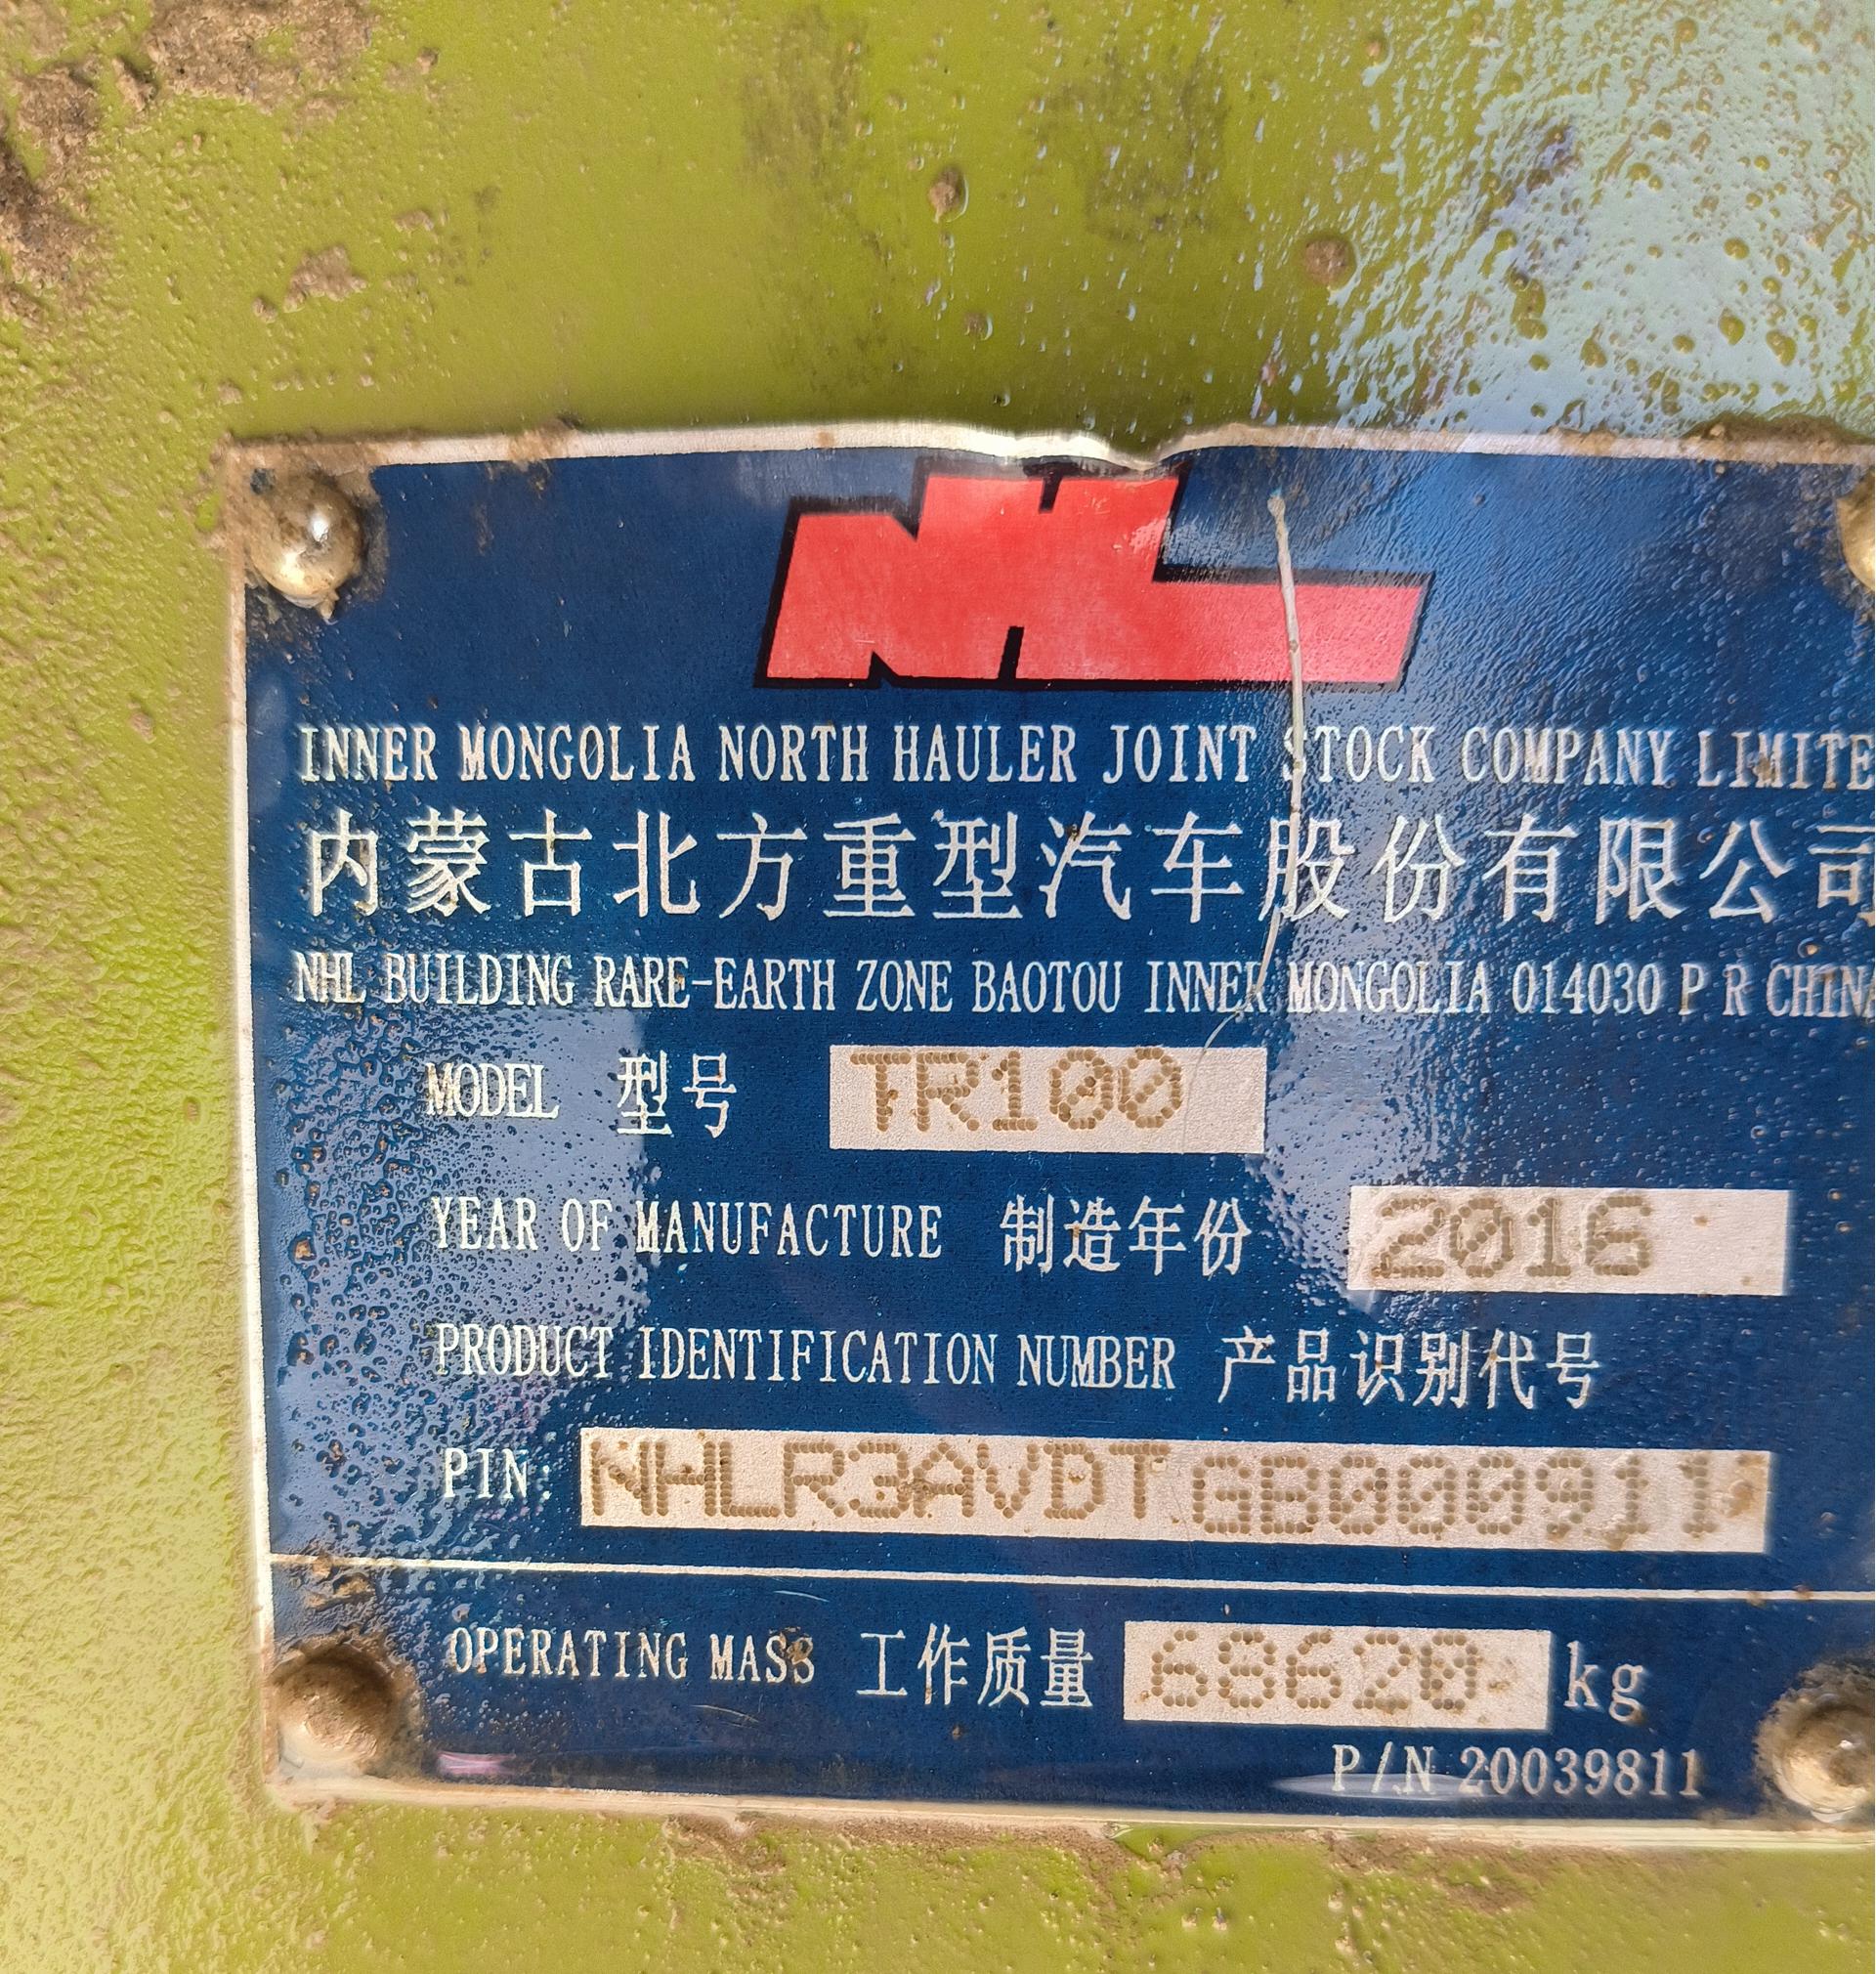 NHL
INNER MONGOLIA NORTH HAULER JOINT STOCK COMPANY LIMITE
内蒙古北方重型汽车股份有限公司
NHL BUILDING RARE-EARTH ZONE BAOTOU INNER MONGOLIA 014030 P R CHINA
MODEL 型号 TR100
YEAR OF MANUFACTURE 制造年份 2016
PRODUCT IDENTIFICATION NUMBER 产品识别代号
PIN: NHLR3AVDTGB000911
OPERATING MASS 工作质量 68620 kg
P/N 20039811